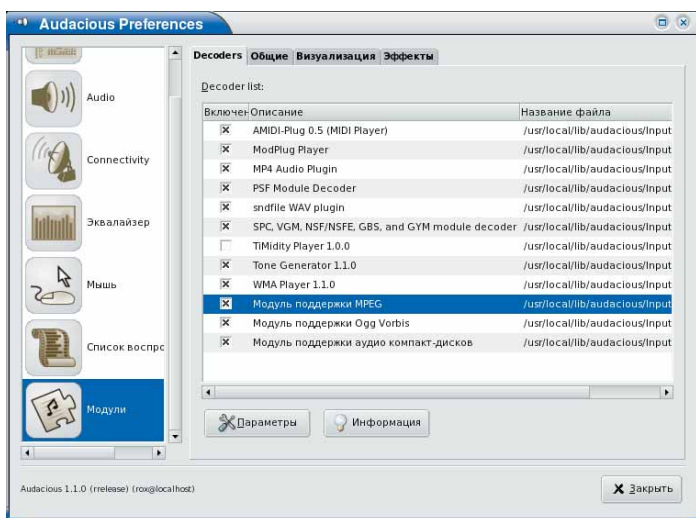 Audacious Preferences
Audio
Connectivity
Эквалайзер
Мышь
Список воспро
Модули
Decoders Общие Визуализация Эффекты
Decoder list:
Включен Описание Название файла
AMIDI-Plug 0.5 (MIDI Player) /usr/local/lib/audacious/Input
ModPlug Player /usr/local/lib/audacious/Input
MP4 Audio Plugin /usr/local/lib/audacious/Input
PSF Module Decoder /usr/local/lib/audacious/Input
sndfile WAV plugin /usr/local/lib/audacious/Input
SPC, VGM, NSF/NSFE, GBS, and GYM module decoder /usr/local/lib/audacious/Input
TiMidity Player 1.0.0 /usr/local/lib/audacious/Input
Tone Generator 1.1.0 /usr/local/lib/audacious/Input
WMA Player 1.1.0 /usr/local/lib/audacious/Input
Модуль поддержки MPEG /usr/local/lib/audacious/Input
Модуль поддержки Ogg Vorbis /usr/local/lib/audacious/Input
Модуль поддержки аудио компакт-дисков /usr/local/lib/audacious/Input
Параметры Информация
Audacious 1.1.0 (rrelease) (rox@localhost)
Закрыть